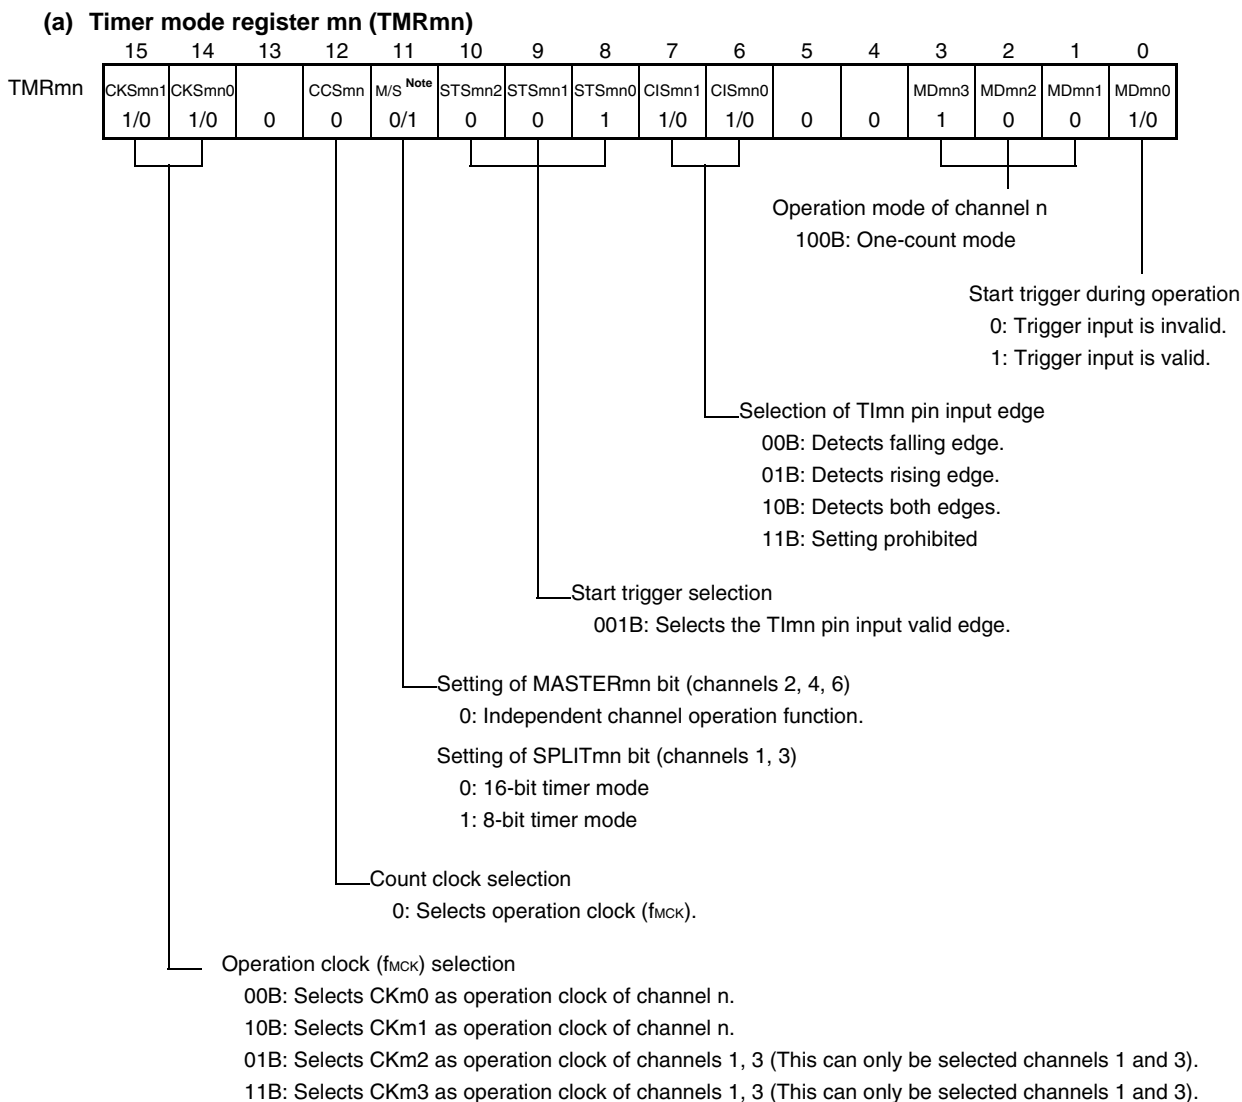 (a) Timer mode register mn (TMRmn)
15 14 13 12 11 10 9 8 7 6 5 4 3 2 1 0
TMRmn CKSmn1 CKSmn0 CCSmn M/S Note STSmn2 STSmn1 STSmn0 CISmn1 CISmn0 MDmn3 MDmn2 MDmn1 MDmn0
1/0 1/0 0 0 0/1 0 0 1 1/0 1/0 0 0 1 0 0 1/0
Operation mode of channel n
100B: One-count mode
Start trigger during operation
0: Trigger input is invalid.
1: Trigger input is valid.
Selection of TImn pin input edge
00B: Detects falling edge.
01B: Detects rising edge.
10B: Detects both edges.
11B: Setting prohibited
Start trigger selection
001B: Selects the TImn pin input valid edge.
Setting of MASTERmn bit (channels 2, 4, 6)
0: Independent channel operation function.
Setting of SPLITmn bit (channels 1, 3)
0: 16-bit timer mode
1: 8-bit timer mode
Count clock selection
0: Selects operation clock (fMCK).
Operation clock (fMCK) selection
00B: Selects CKm0 as operation clock of channel n.
10B: Selects CKm1 as operation clock of channel n.
01B: Selects CKm2 as operation clock of channels 1, 3 (This can only be selected channels 1 and 3).
11B: Selects CKm3 as operation clock of channels 1, 3 (This can only be selected channels 1 and 3).